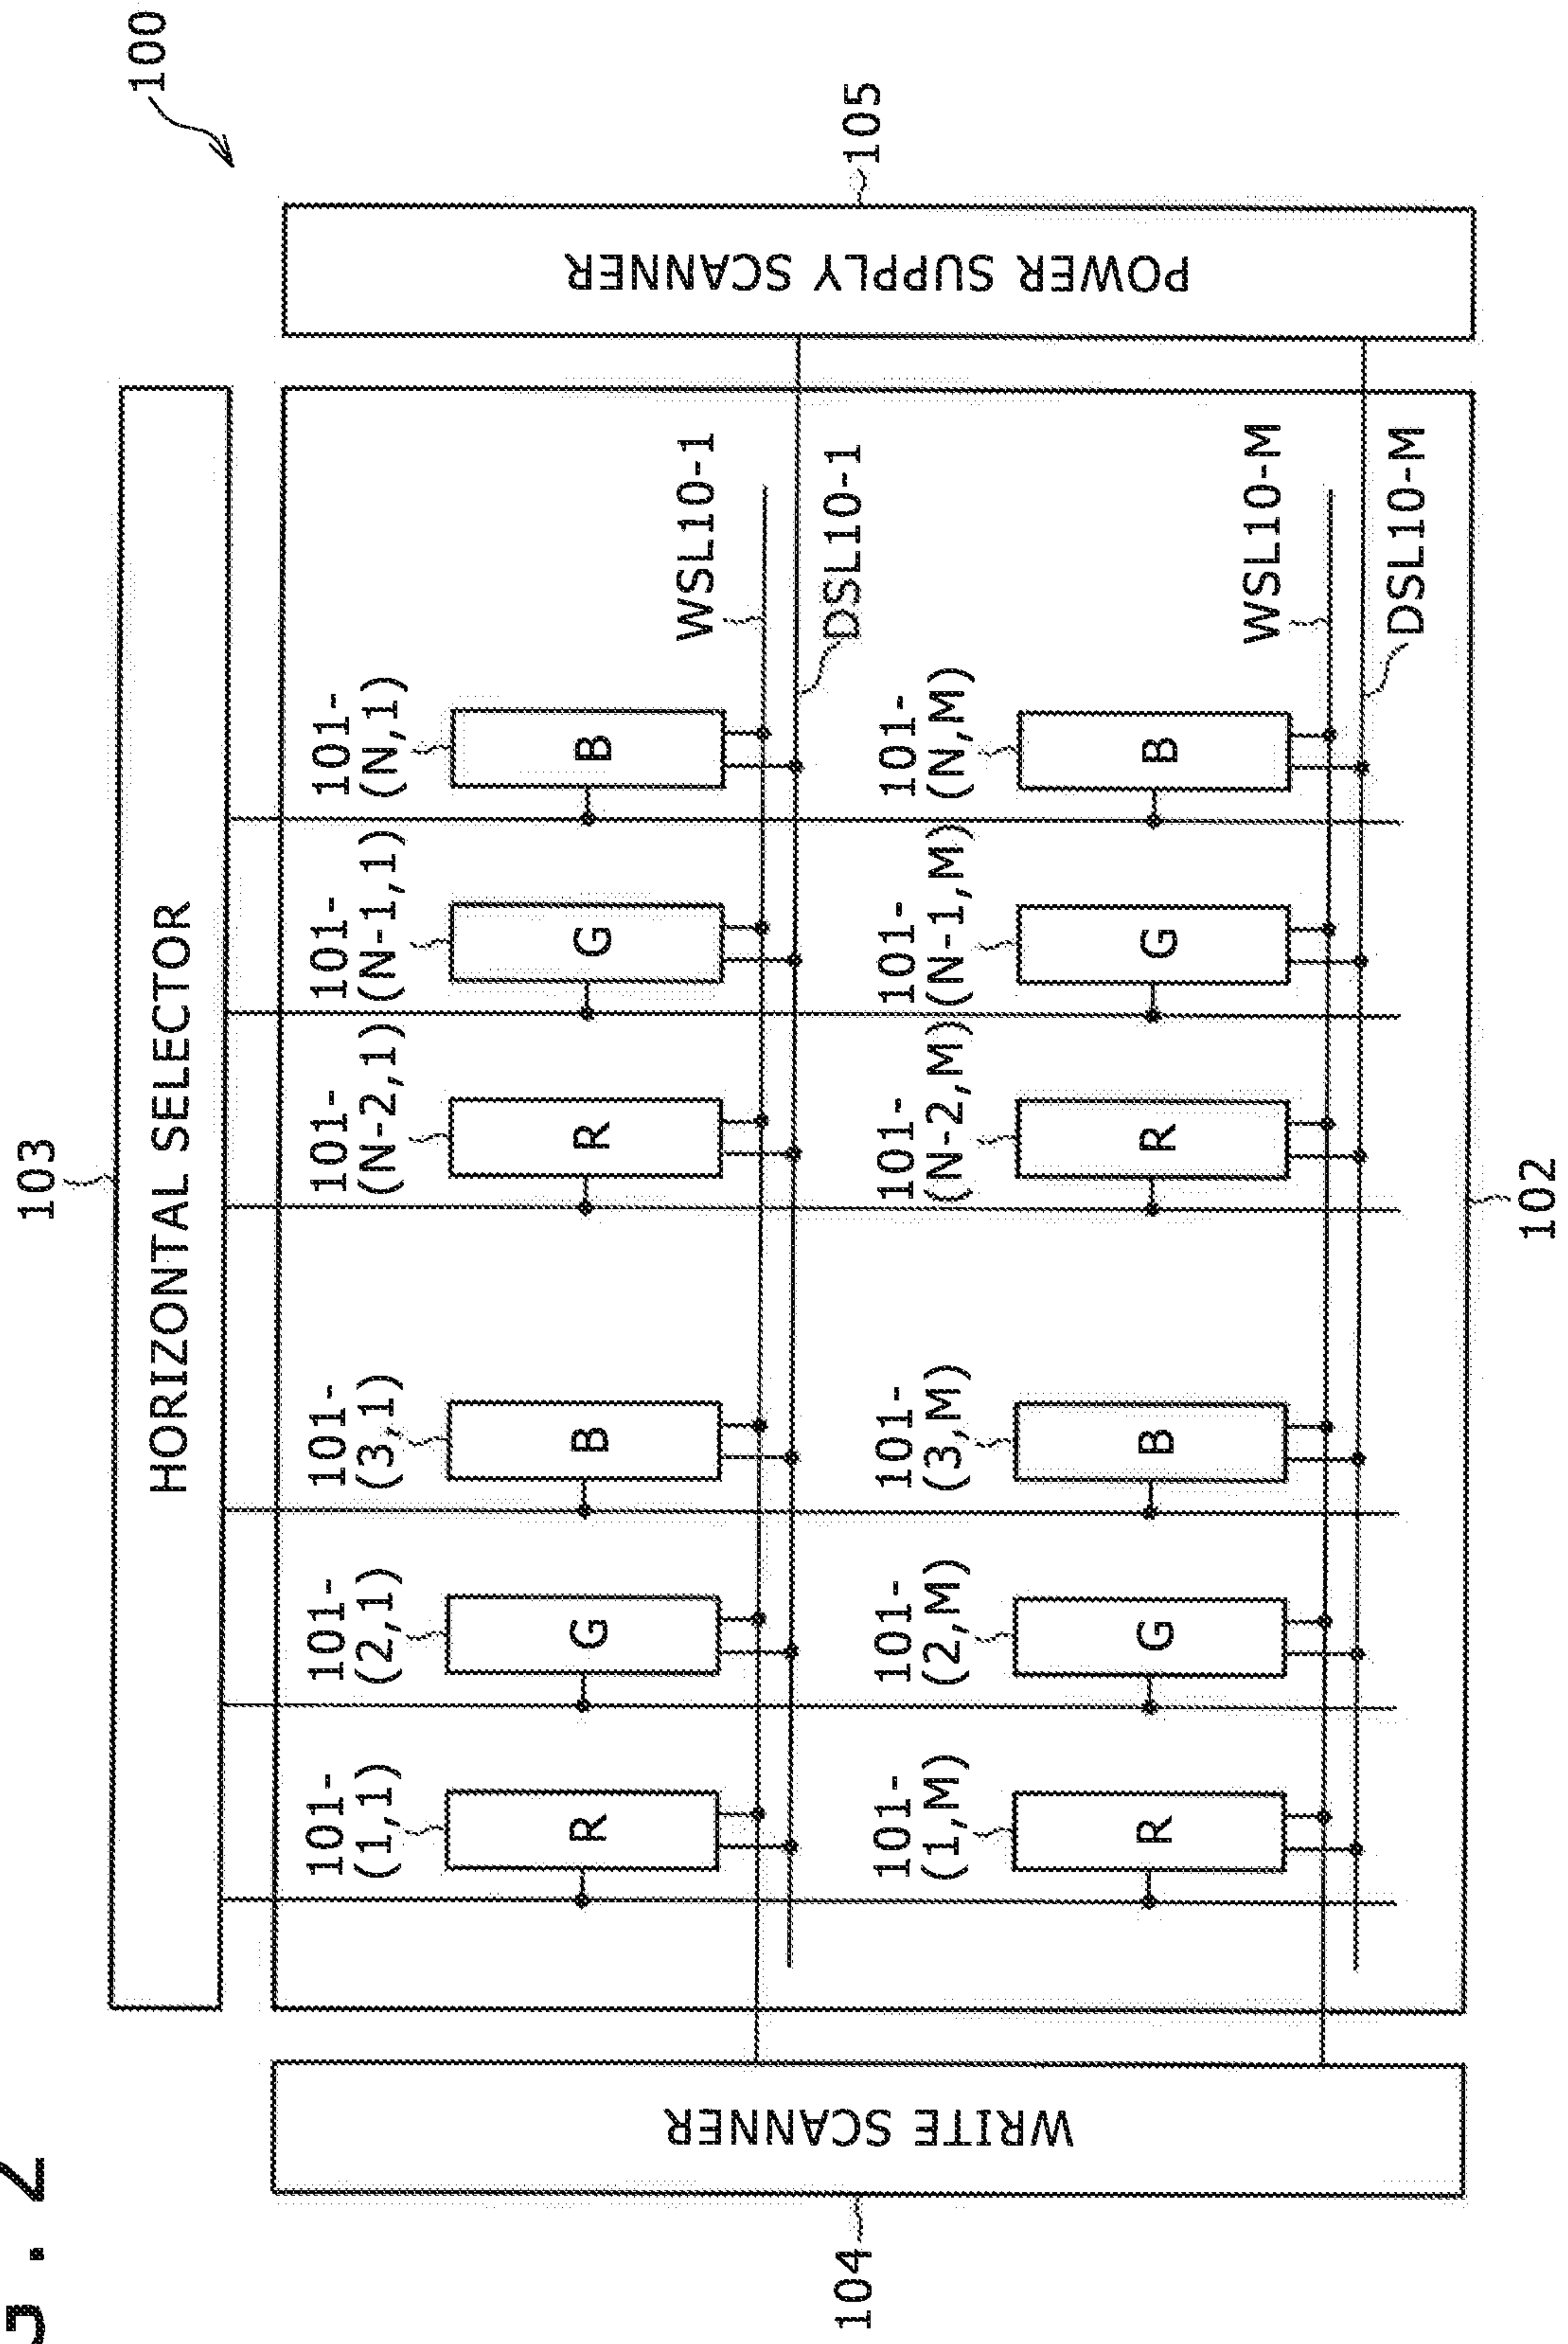 G . 2
100
103
HORIZONTAL SELECTOR
101-
(1,1)
101-
(2,1)
101-
(3,1)
101-
(N-2,1)
101-
(N-1,1)
101-
(N,1)
R
G
B
R
G
B
WSL10-1
DSL10-1
104
WRITE SCANNER
POWER SUPPLY SCANNER
105
101-
(1,M)
101-
(2,M)
101-
(3,M)
101-
(N-2,M)
101-
(N-1,M)
101-
(N,M)
R
G
B
R
G
B
WSL10-M
DSL10-M
102